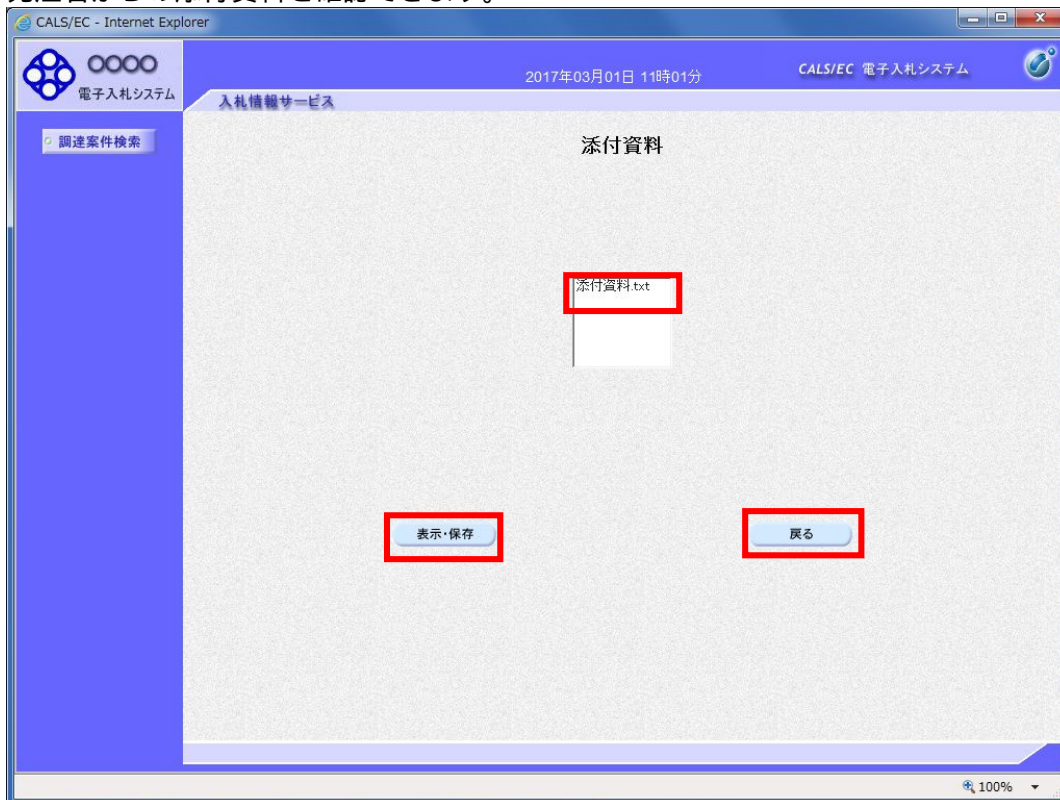 CALS/EC - Internet Explorer
OOOO
電子入札システム
2017年03月01日 11時01分
CALS/EC 電子入札システム
入札情報サービス
調達案件検索
添付資料
添付資料.txt
表示・保存
戻る
100%